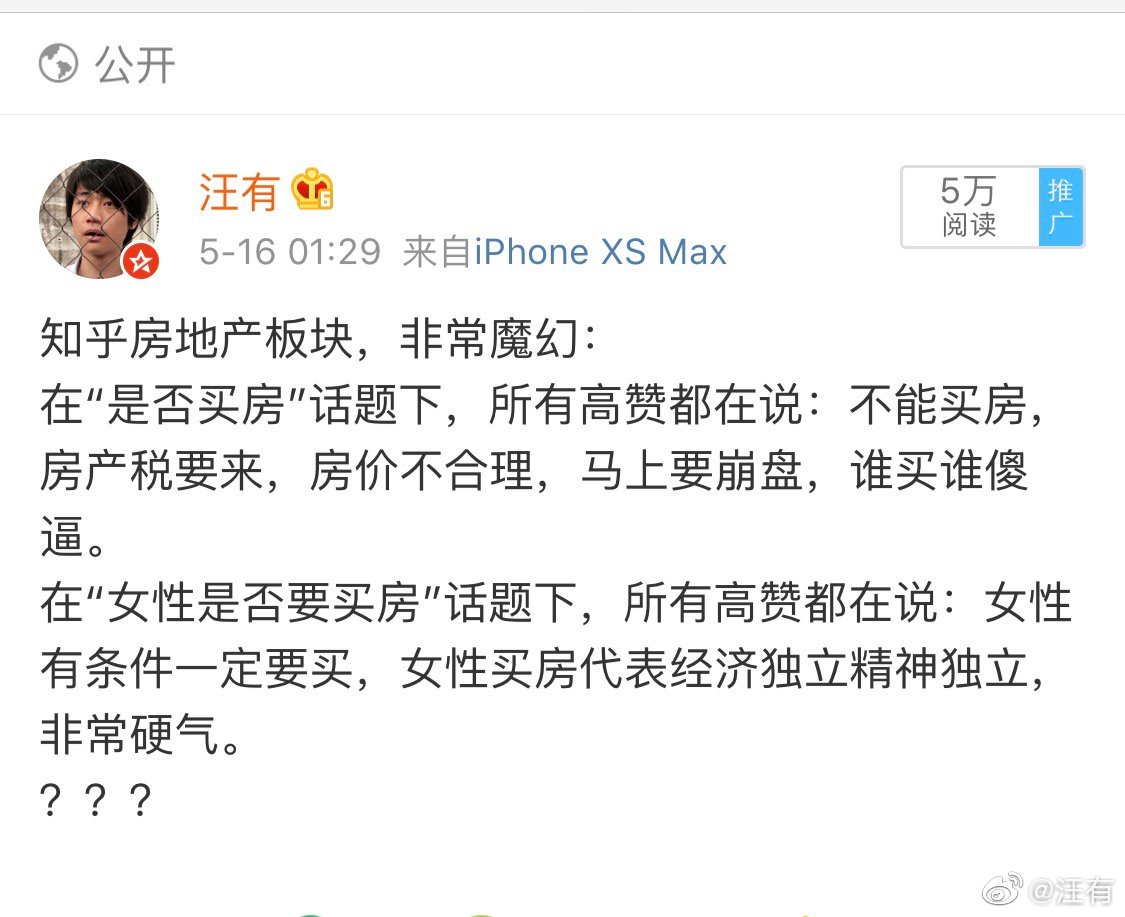 公开
汪有
6
5-16 01:29 来自iPhone XS Max
5万
阅读
推广
知乎房地产板块，非常魔幻：
在“是否买房”话题下，所有高赞都在说：不能买房，
房产税要来，房价不合理，马上要崩盘，谁买谁傻
逼。
在“女性是否要买房”话题下，所有高赞都在说：女性
有条件一定要买，女性买房代表经济独立精神独立，
非常硬气。
？？？
@汪有